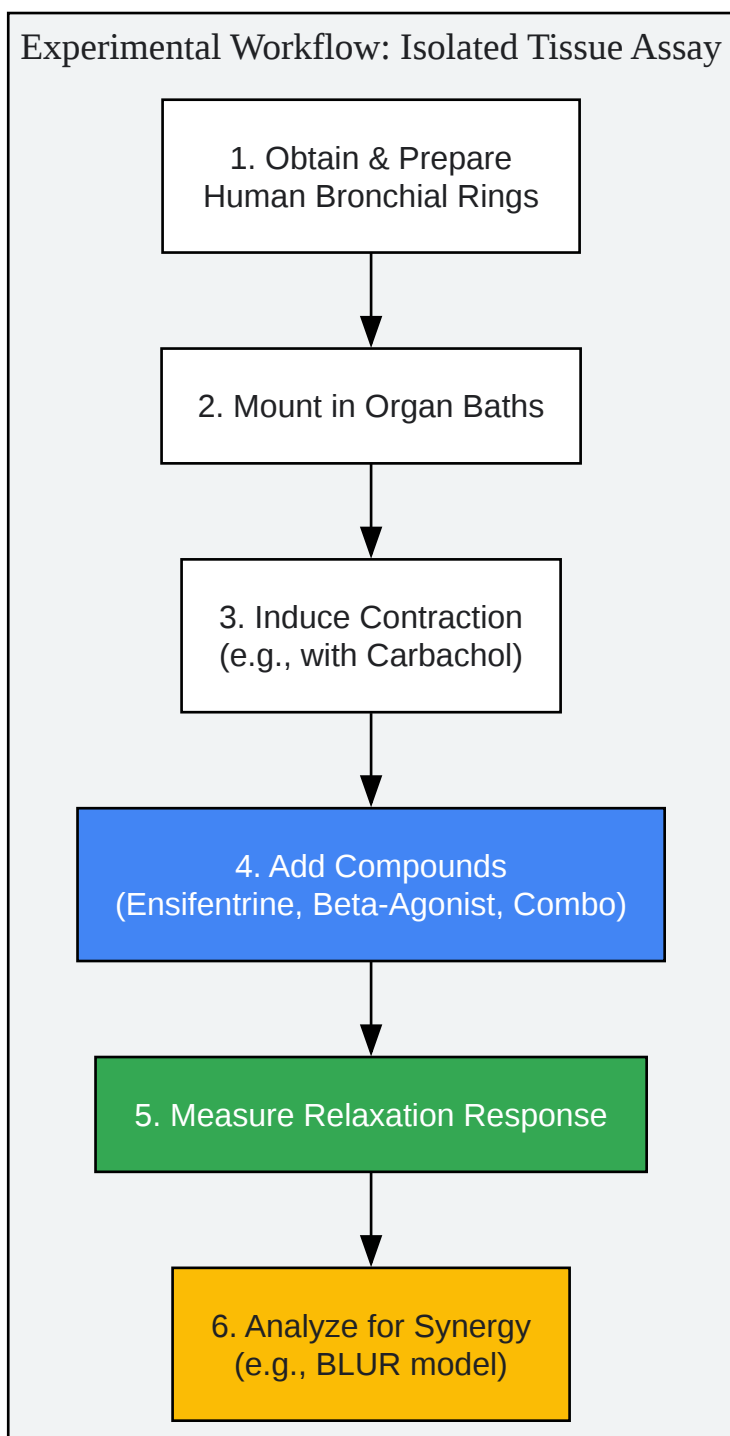 Experimental Workflow: Isolated Tissue Assay
1. Obtain & Prepare
Human Bronchial Rings
2. Mount in Organ Baths
3. Induce Contraction
(e.g., with Carbachol)
4. Add Compounds
(Ensifentrine, Beta-Agonist, Combo)
5. Measure Relaxation Response
6. Analyze for Synergy
(e.g., BLUR model)